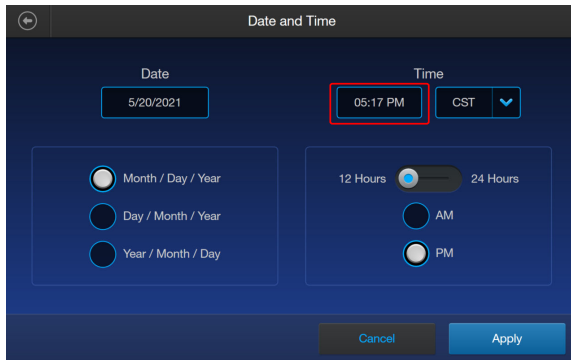 Date and Time
Date
Time
5/20/2021
05:17 PM
CST
Month / Day / Year
Day / Month / Year
Year / Month / Day
12 Hours
24 Hours
AM
PM
Cancel
Apply